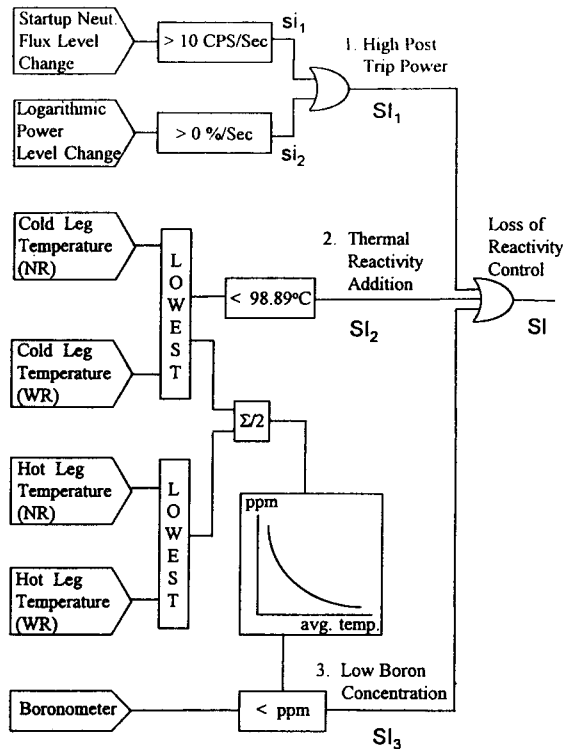 Startup Neut.
Flux Level
Change
> 10 CPS/Sec
si1
1. High Post
Trip Power
SI1
Logarithmic
Power
Level Change
> 0 %/Sec
si2
Cold Leg
Temperature
(NR)
LOWEST
< 98.89°C
2. Thermal
Reactivity
Addition
SI2
Loss of
Reactivity
Control
SI
Cold Leg
Temperature
(WR)
Σ/2
Hot Leg
Temperature
(NR)
LOWEST
ppm
avg. temp.
Hot Leg
Temperature
(WR)
3. Low Boron
Concentration
Boronometer
< ppm
SI3